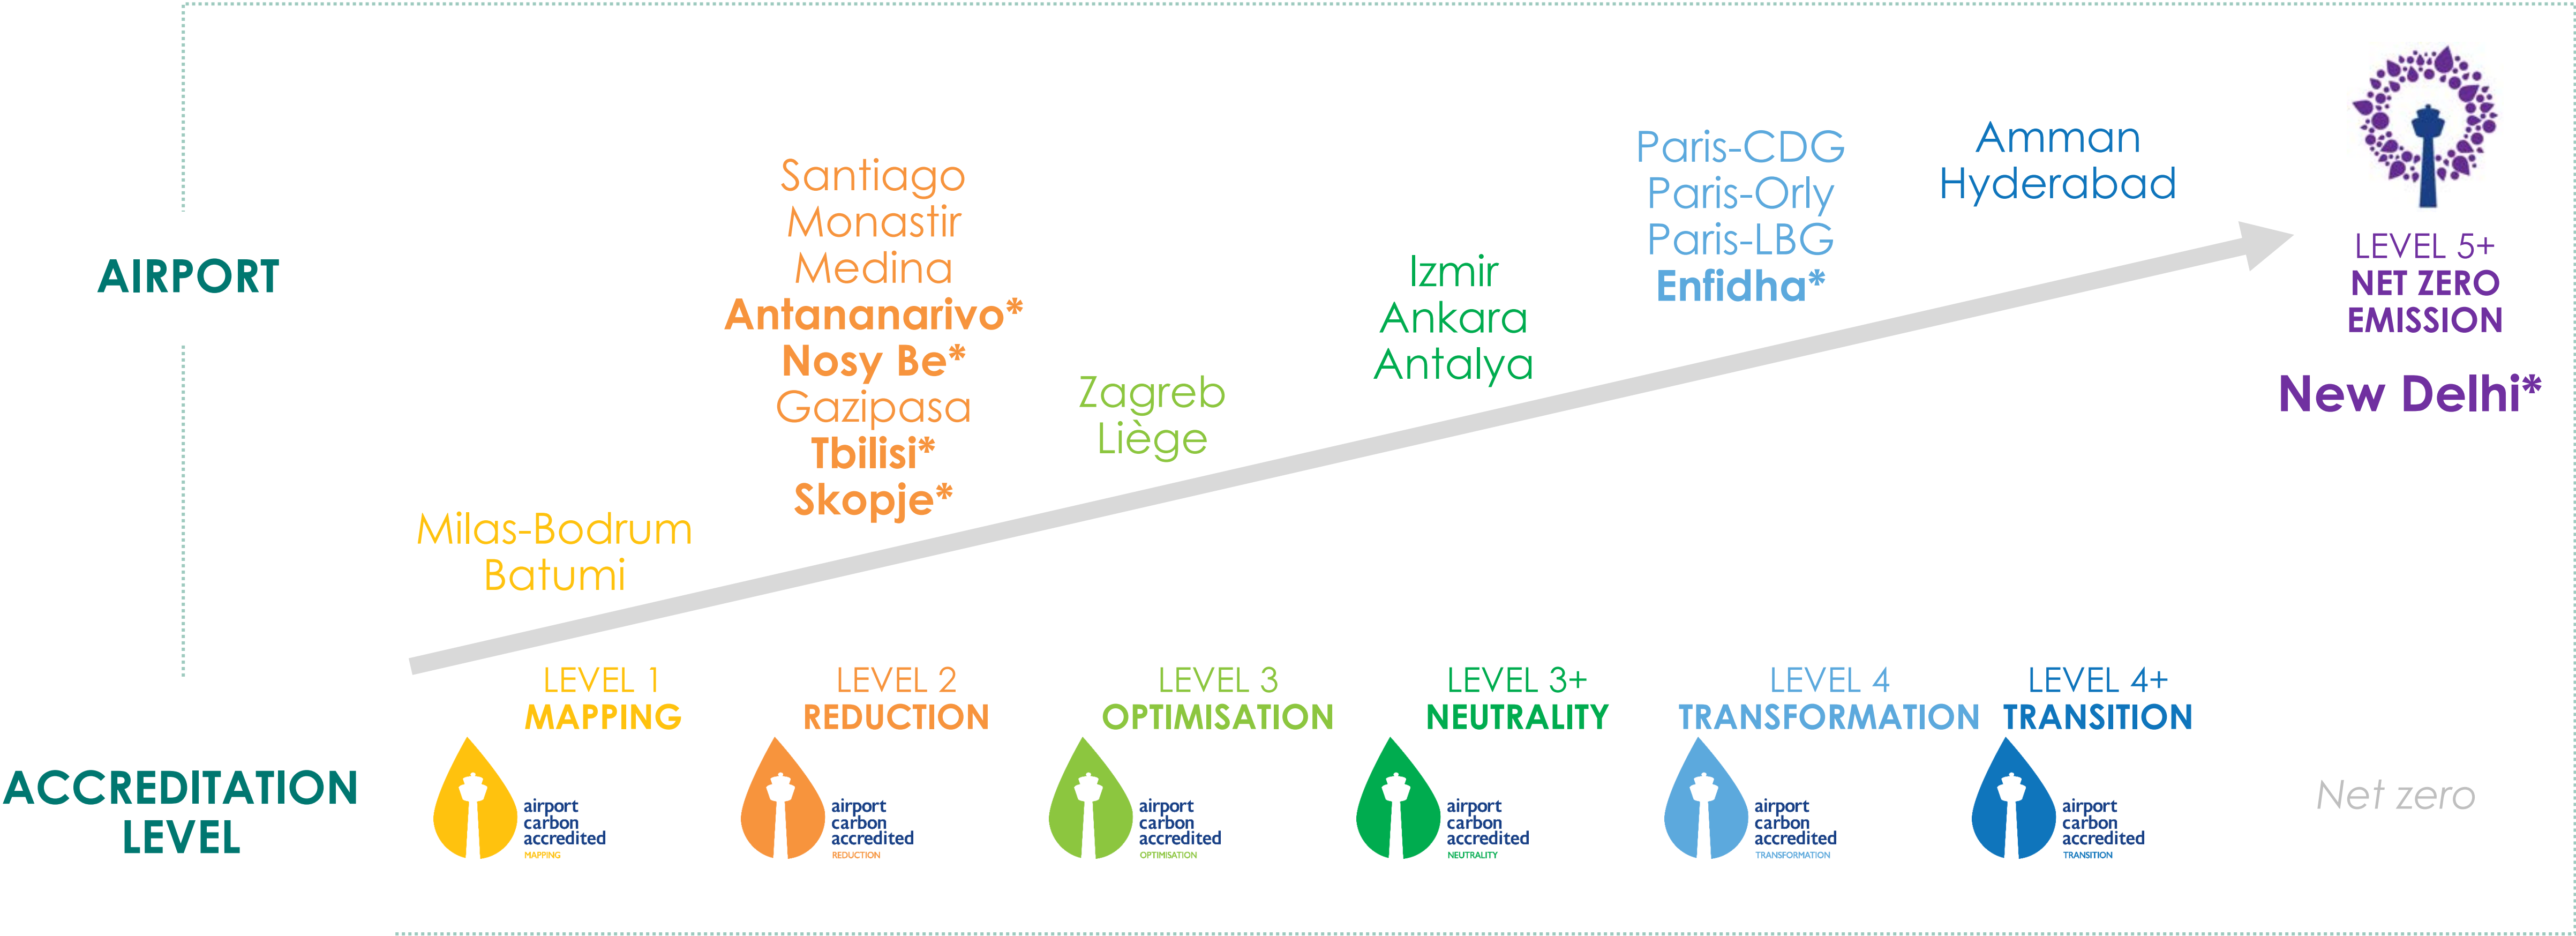 AIRPORT
Milas-Bodrum
Batumi
Santiago
Monastir
Medina
Antananarivo*
Nosy Be*
Gazipasa
Tbilisi*
Skopje*
Zagreb
Liège
Izmir
Ankara
Antalya
Paris-CDG
Paris-Orly
Paris-LBG
Enfidha*
Amman
Hyderabad
LEVEL 5+
NET ZERO
EMISSION
New Delhi*
ACCREDITATION
LEVEL
LEVEL 1
MAPPING
airport
carbon
accredited
MAPPING
LEVEL 2
REDUCTION
airport
carbon
accredited
REDUCTION
LEVEL 3
OPTIMISATION
airport
carbon
accredited
OPTIMISATION
LEVEL 3+
NEUTRALITY
airport
carbon
accredited
NEUTRALITY
LEVEL 4
TRANSFORMATION
airport
carbon
accredited
TRANSFORMATION
LEVEL 4+
TRANSITION
airport
carbon
accredited
TRANSITION
Net zero